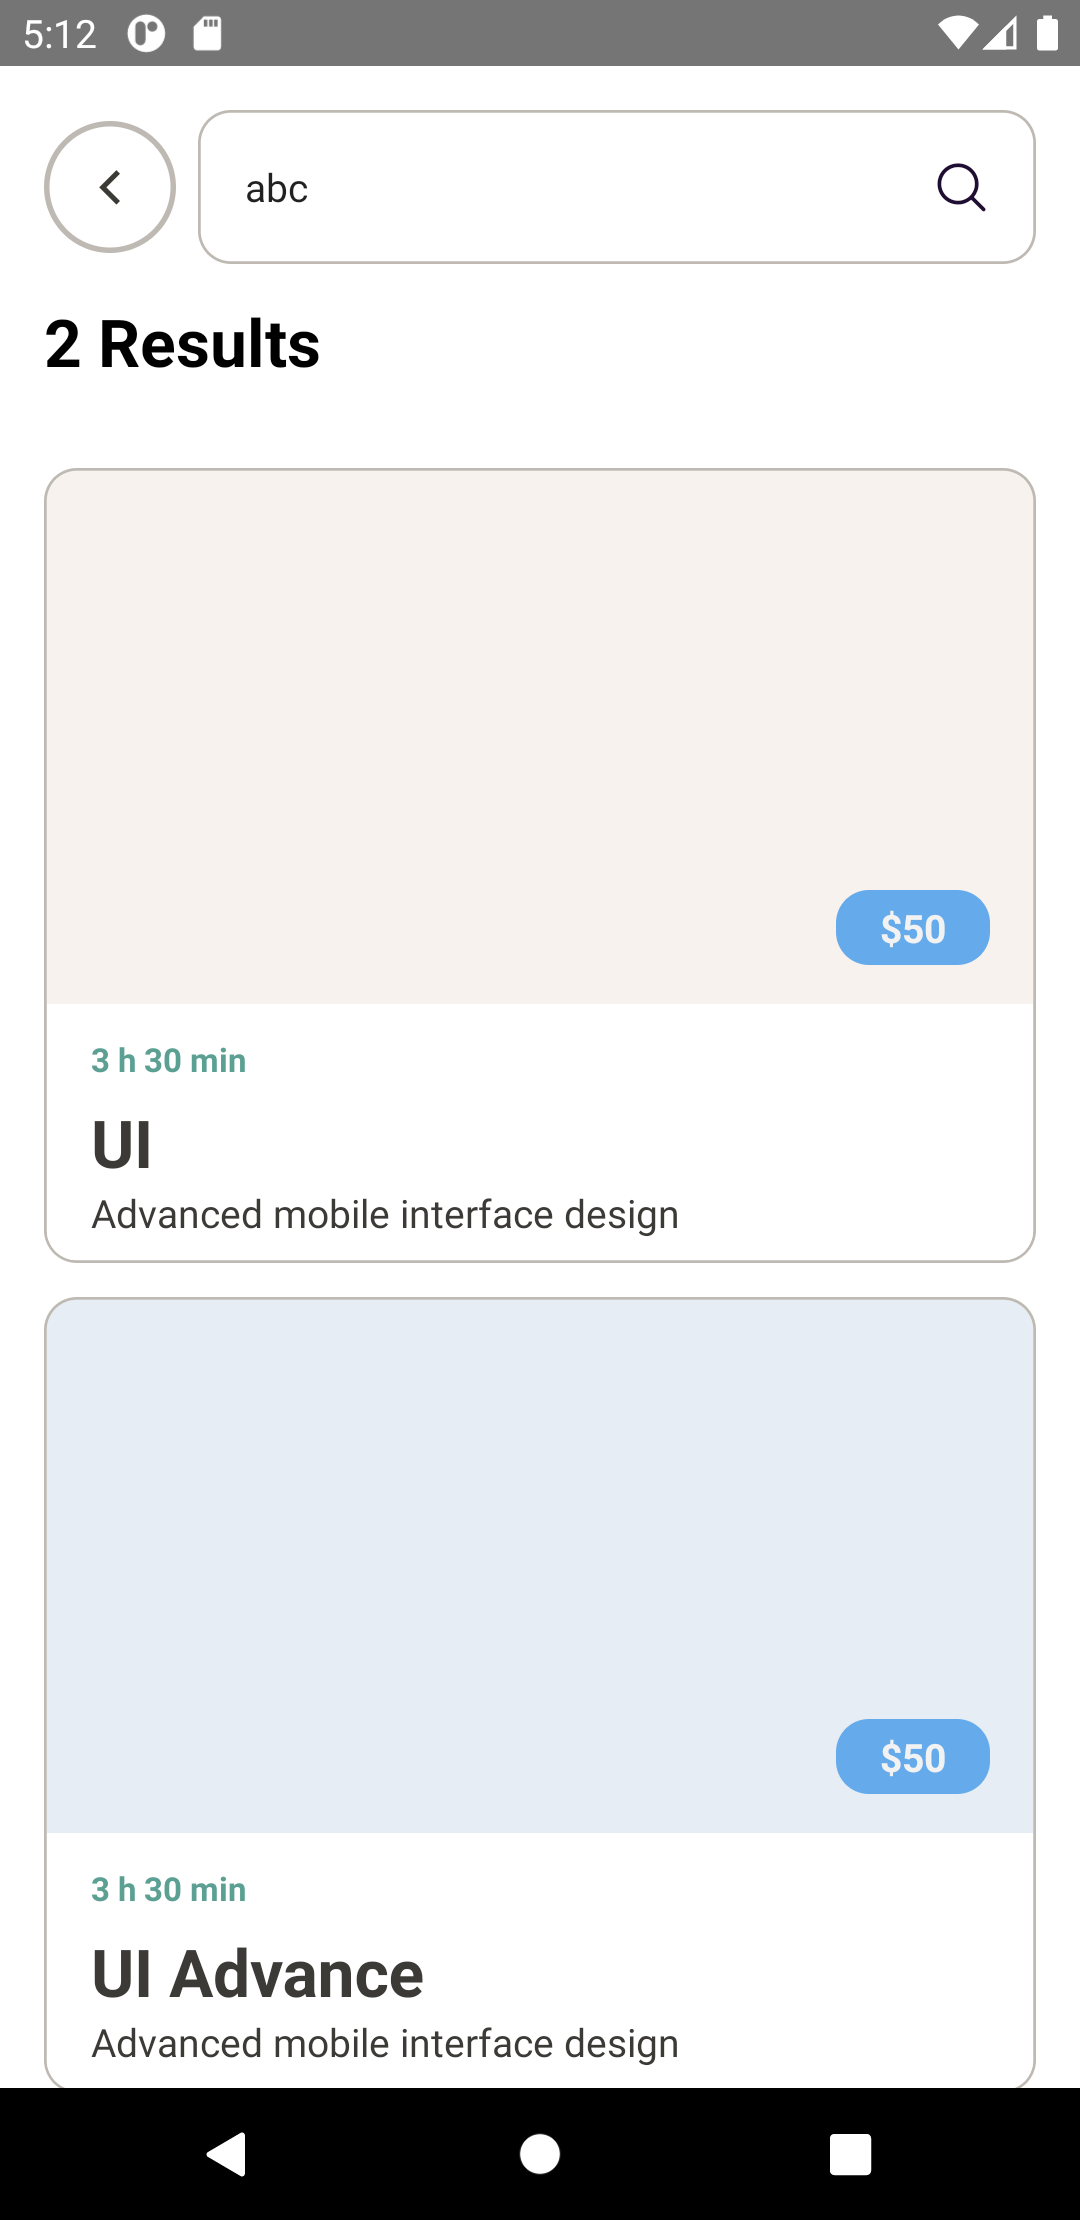 5:12
abc
2 Results
$50
3 h 30 min
UI
Advanced mobile interface design
$50
3 h 30 min
UI Advance
Advanced mobile interface design